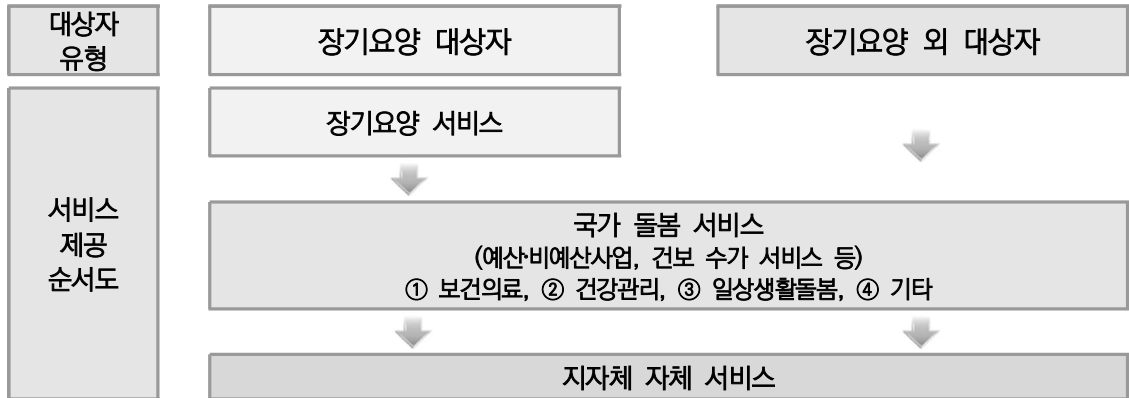 대상자
유형
장기요양 대상자
장기요양 외 대상자
장기요양 서비스
서비스
제공
순서도
국가 돌봄 서비스
(예산·비예산사업, 건보 수가 서비스 등)
① 보건의료, ② 건강관리, ③ 일상생활돌봄, ④ 기타
지자체 자체 서비스